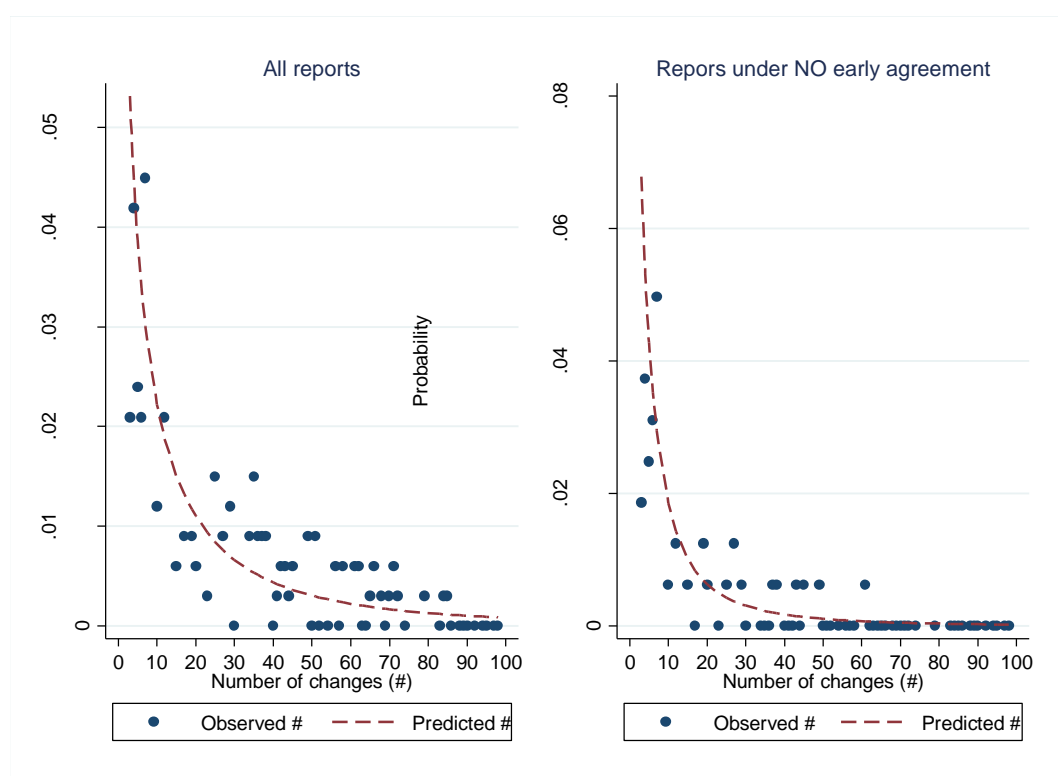 All reports
.05
.04
.03
.02
.01
0
Probability
0 10 20 30 40 50 60 70 80 90 100
Number of changes (#)
Observed # Predicted #
Repors under NO early agreement
.08
.06
.04
.02
0
0 10 20 30 40 50 60 70 80 90 100
Number of changes (#)
Observed # Predicted #